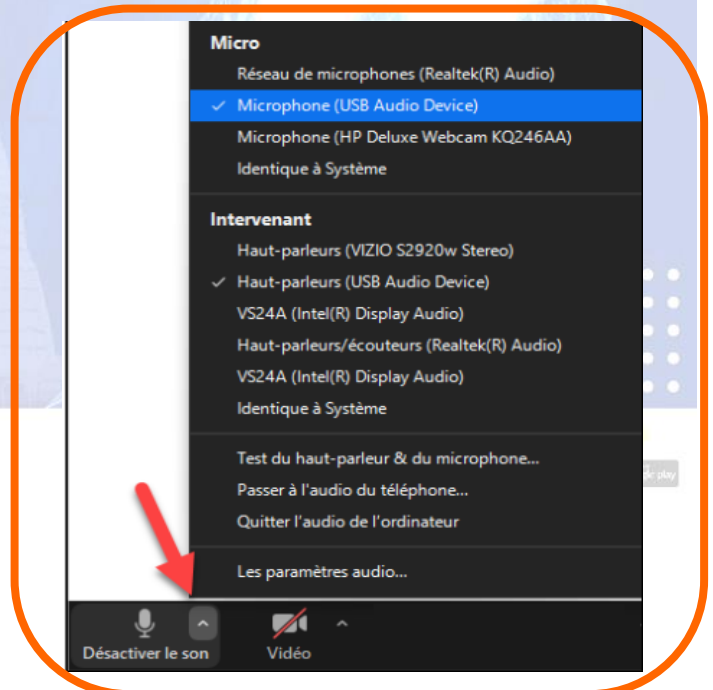 Micro
Réseau de microphones (Realtek(R) Audio)
Microphone (USB Audio Device)
Microphone (HP Deluxe Webcam KQ246AA)
Identique à Système
Intervenant
Haut-parleurs (VIZIO S2920w Stereo)
Haut-parleurs (USB Audio Device)
VS24A (Intel(R) Display Audio)
Haut-parleurs/écouteurs (Realtek(R) Audio)
VS24A (Intel(R) Display Audio)
Identique à Système
Test du haut-parleur & du microphone...
Passer à l'audio du téléphone...
Quitter l'audio de l'ordinateur
Les paramètres audio...
Désactiver le son
Vidéo
play